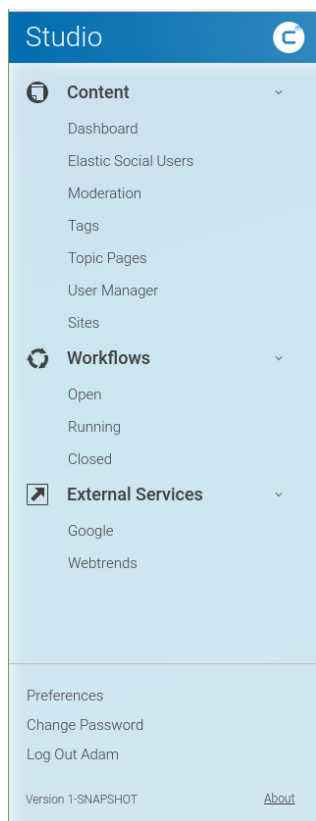 Studio
Content
Dashboard
Elastic Social Users
Moderation
Tags
Topic Pages
User Manager
Sites
Workflows
Open
Running
Closed
External Services
Google
Webtrends
Preferences
Change Password
Log Out Adam
Version 1-SNAPSHOT About